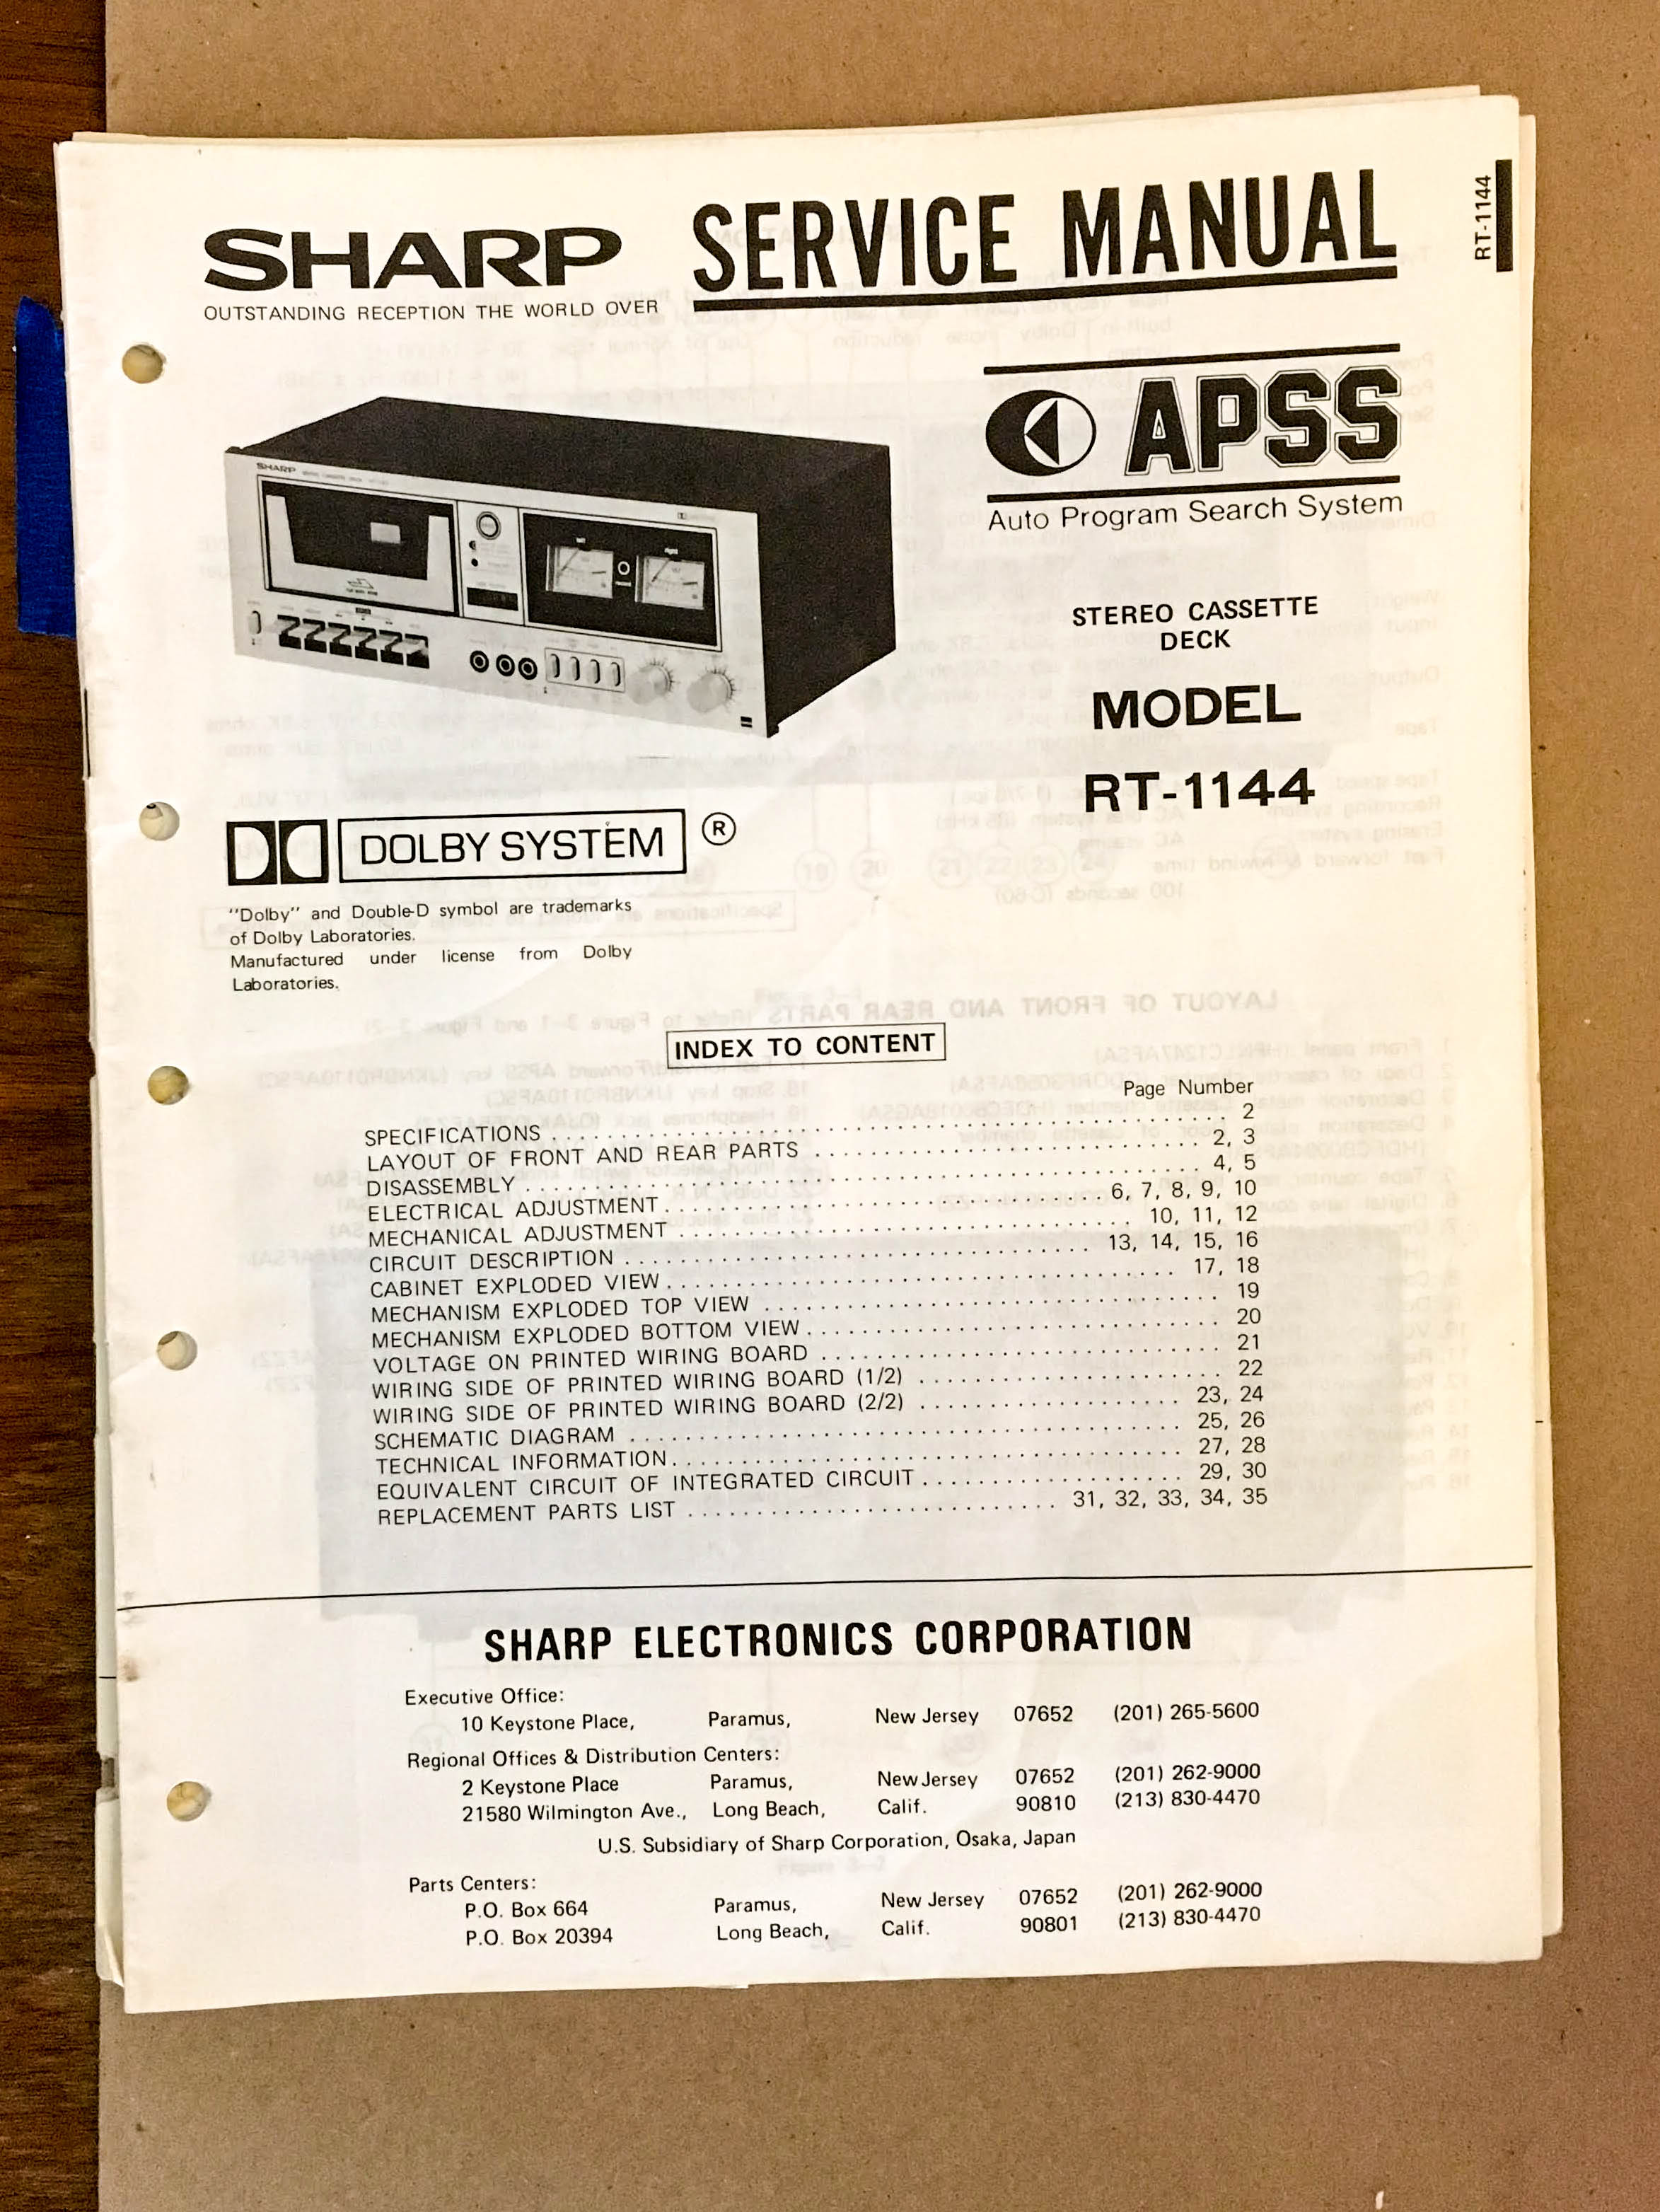 SHARP SERVICE MANUAL
OUTSTANDING RECEPTION THE WORLD OVER
RT-1144
APSS
Auto Program Search System
SHARP
STEREO CASSETTE
DECK
MODEL
RT-1144
DOLBY SYSTEM ®
"Dolby" and Double-D symbol are trademarks
of Dolby Laboratories.
Manufactured under license from Dolby
Laboratories.
INDEX TO CONTENT
Page Number
SPECIFICATIONS . . . . . . . . . . 2
LAYOUT OF FRONT AND REAR PARTS . . . . . . . . . . 2, 3
DISASSEMBLY . . . . . . . . . . 4, 5
ELECTRICAL ADJUSTMENT . . . . . . . . . . 6, 7, 8, 9, 10
MECHANICAL ADJUSTMENT . . . . . . . . . . 10, 11, 12
CIRCUIT DESCRIPTION . . . . . . . . . . 13, 14, 15, 16
CABINET EXPLODED VIEW . . . . . . . . . . 17, 18
MECHANISM EXPLODED TOP VIEW . . . . . . . . . . 19
MECHANISM EXPLODED BOTTOM VIEW . . . . . . . . . . 20
VOLTAGE ON PRINTED WIRING BOARD . . . . . . . . . . 21
WIRING SIDE OF PRINTED WIRING BOARD (1/2) . . . . . . . . . . 22
WIRING SIDE OF PRINTED WIRING BOARD (2/2) . . . . . . . . . . 23, 24
SCHEMATIC DIAGRAM . . . . . . . . . . 25, 26
TECHNICAL INFORMATION . . . . . . . . . . 27, 28
EQUIVALENT CIRCUIT OF INTEGRATED CIRCUIT . . . . . . . . . . 29, 30
REPLACEMENT PARTS LIST . . . . . . . . . . 31, 32, 33, 34, 35
SHARP ELECTRONICS CORPORATION
Executive Office:
10 Keystone Place, Paramus, New Jersey 07652 (201) 265-5600
Regional Offices & Distribution Centers:
2 Keystone Place Paramus, New Jersey 07652 (201) 262-9000
21580 Wilmington Ave., Long Beach, Calif. 90810 (213) 830-4470
U.S. Subsidiary of Sharp Corporation, Osaka, Japan
Parts Centers:
P.O. Box 664 Paramus, New Jersey 07652 (201) 262-9000
P.O. Box 20394 Long Beach, Calif. 90801 (213) 830-4470